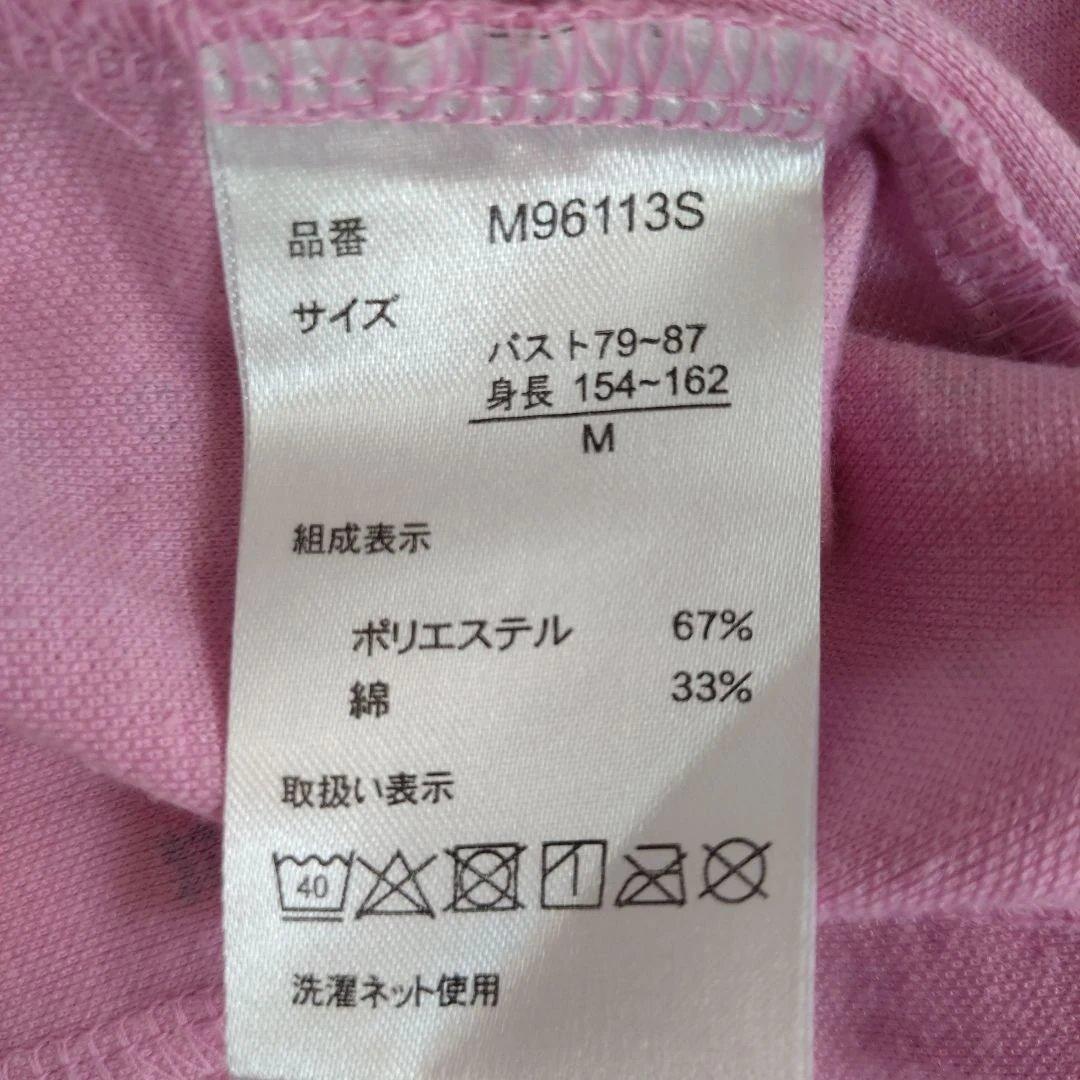 品番 M96113S
サイズ
バスト79~87
身長 154~162
M
組成表示
ポリエステル 67%
綿 33%
取扱い表示
40
洗濯ネット使用